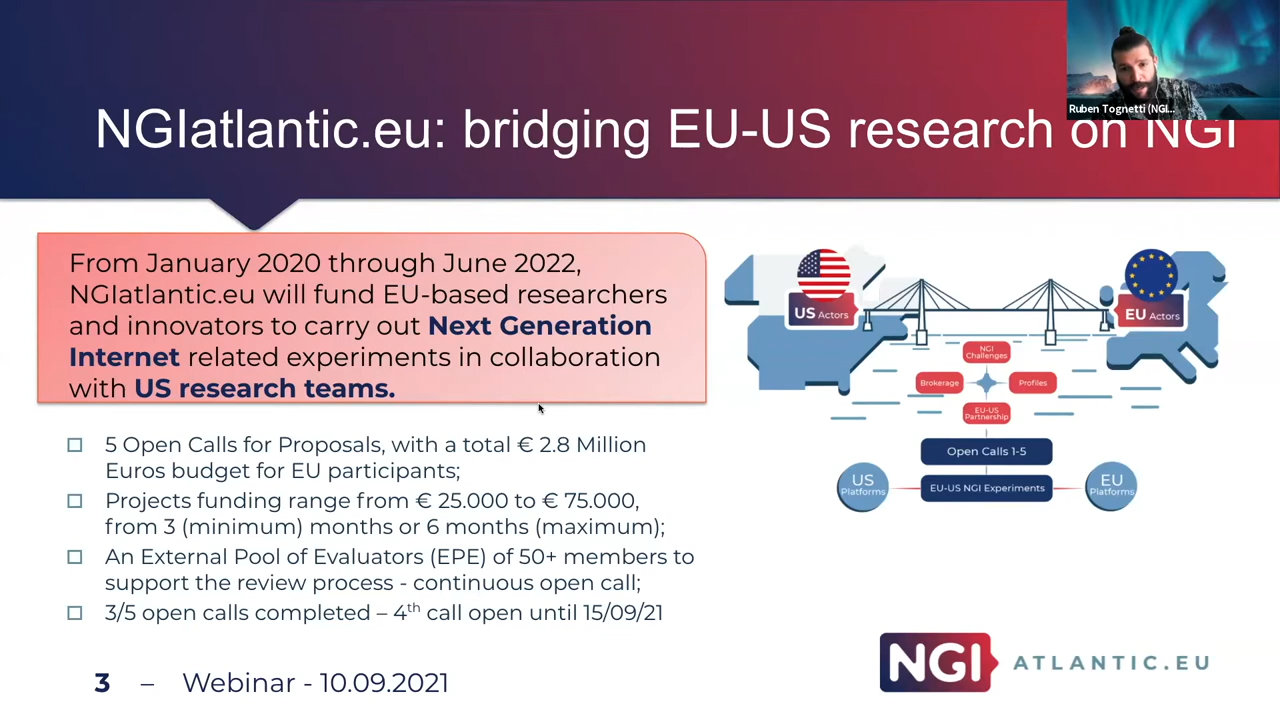 Ruben Tognetti (NGI...
NGIatlantic.eu: bridging EU-US research on NGI
From January 2020 through June 2022,
NGIatlantic.eu will fund EU-based researchers
and innovators to carry out Next Generation
Internet related experiments in collaboration
with US research teams.
5 Open Calls for Proposals, with a total € 2.8 Million
Euros budget for EU participants;
Projects funding range from € 25.000 to € 75.000,
from 3 (minimum) months or 6 months (maximum);
An External Pool of Evaluators (EPE) of 50+ members to
support the review process - continuous open call;
3/5 open calls completed – 4th call open until 15/09/21
US Actors
EU Actors
NGI
Challenges
Brokerage
Profiles
EU-US
Partnership
Open Calls 1-5
US
Platforms
EU-US NGI Experiments
EU
Platforms
3 – Webinar - 10.09.2021
NGI ATLANTIC.EU